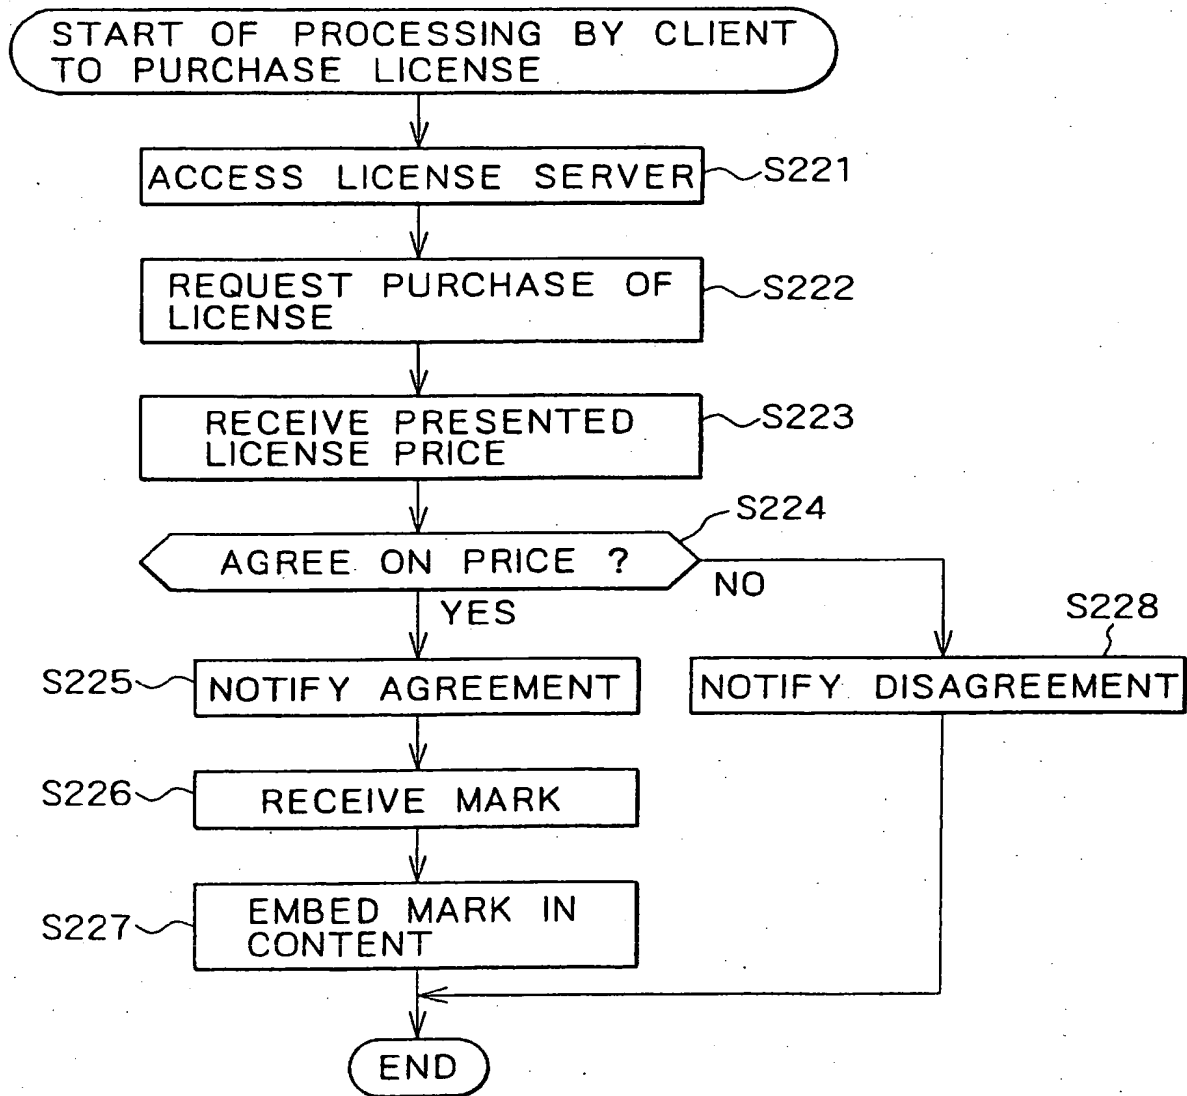 START OF PROCESSING BY CLIENT
TO PURCHASE LICENSE
ACCESS LICENSE SERVER
S221
REQUEST PURCHASE OF
LICENSE
S222
RECEIVE PRESENTED
LICENSE PRICE
S223
S224
AGREE ON PRICE ?
NO
YES
S228
S225
NOTIFY AGREEMENT
NOTIFY DISAGREEMENT
S226
RECEIVE MARK
S227
EMBED MARK IN
CONTENT
END